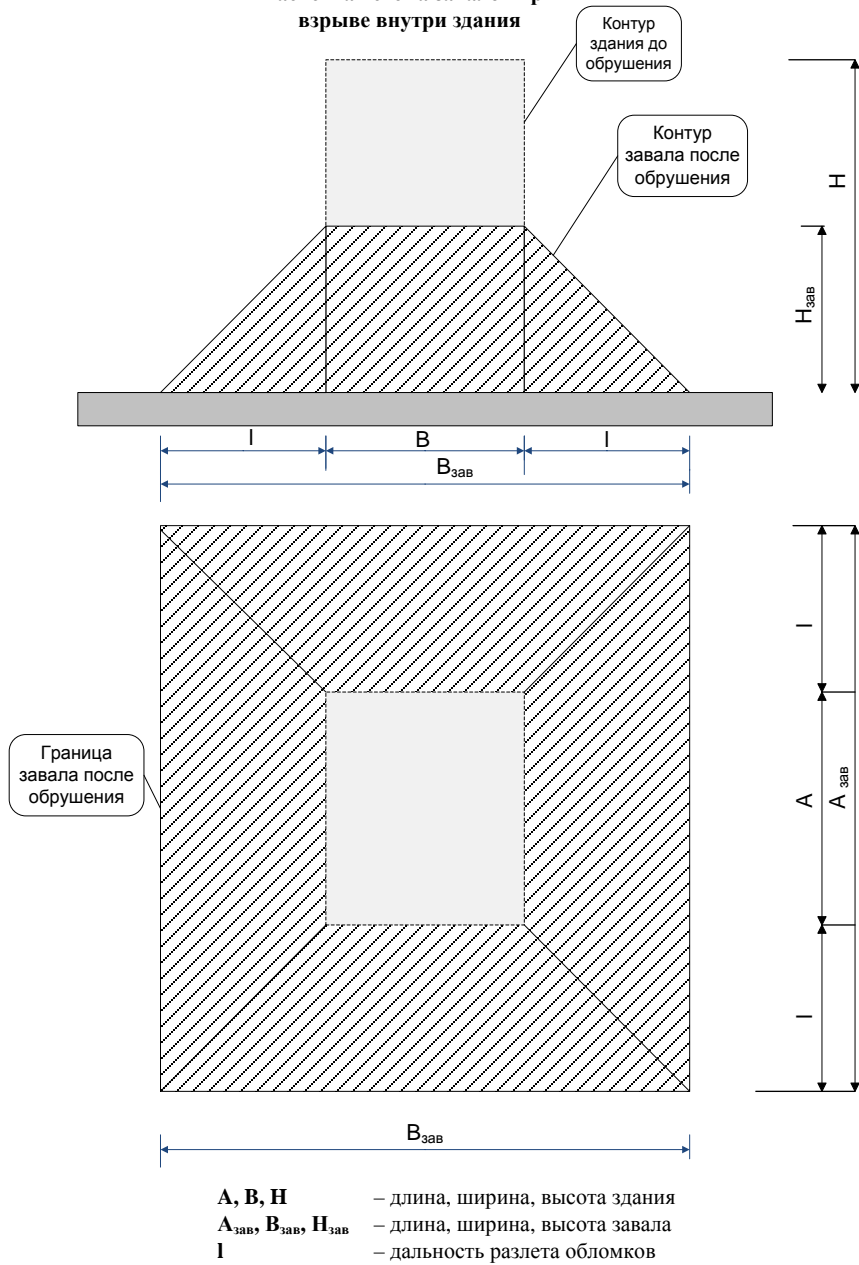 взрыве внутри здания
Контур
здания до
обрушения
Контур
завала после
обрушения
H
Hзав
l
B
l
Bзав
Граница
завала после
обрушения
l
A
A зав
l
Bзав
A, B, H – длина, ширина, высота здания
Aзав, Bзав, Hзав – длина, ширина, высота завала
l – дальность разлета обломков